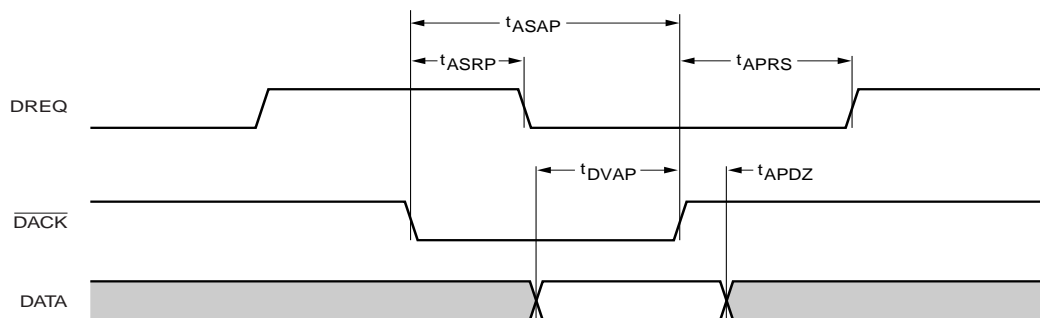 tASAP
tASRP
tAPRS
DREQ
tDVAP
tAPDZ
DACK
DATA